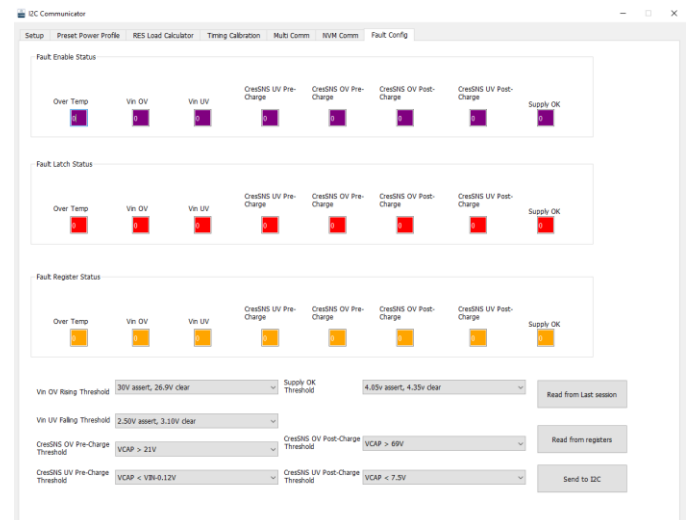 I2C Communicator
Setup Preset Power Profile RES Load Calculator Timing Calibration Multi Comm NVM Comm Fault Config
Fault Enable Status
Over Temp Vin OV Vin UV CresSNS UV Pre-Charge CresSNS OV Pre-Charge CresSNS OV Post-Charge CresSNS UV Post-Charge Supply OK
0 0 0 0 0 0 0 0
Fault Latch Status
Over Temp Vin OV Vin UV CresSNS UV Pre-Charge CresSNS OV Pre-Charge CresSNS OV Post-Charge CresSNS UV Post-Charge Supply OK
0 0 0 0 0 0 0 0
Fault Register Status
Over Temp Vin OV Vin UV CresSNS UV Pre-Charge CresSNS OV Pre-Charge CresSNS OV Post-Charge CresSNS UV Post-Charge Supply OK
0 0 0 0 0 0 0 0
Vin OV Rising Threshold 30V assert, 26.9V clear Supply OK Threshold 4.05v assert, 4.35v clear Read from Last session
Vin UV Falling Threshold 2.50V assert, 3.10V clear
CresSNS OV Pre-Charge Threshold VCAP > 21V CresSNS OV Post-Charge Threshold VCAP > 69V Read from registers
CresSNS UV Pre-Charge Threshold VCAP < VIN-0.12V CresSNS UV Post-Charge Threshold VCAP < 7.5V Send to I2C